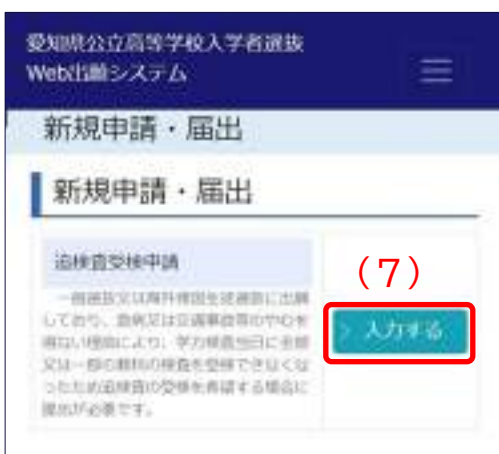 愛知県公立高等学校入学者選抜
Web出願システム
新規申請・届出
新規申請・届出
追検査受検申請
(7)
一般選抜又は海外帰国生徒選抜に出願
しており、負病又は交通事故等のやむを
得ない理由により、学力検査当日に全部
又は一部の教科の検査を受検できなくな
ったため追検査の受検を希望する場合に
提出が必要です。
> 入力する